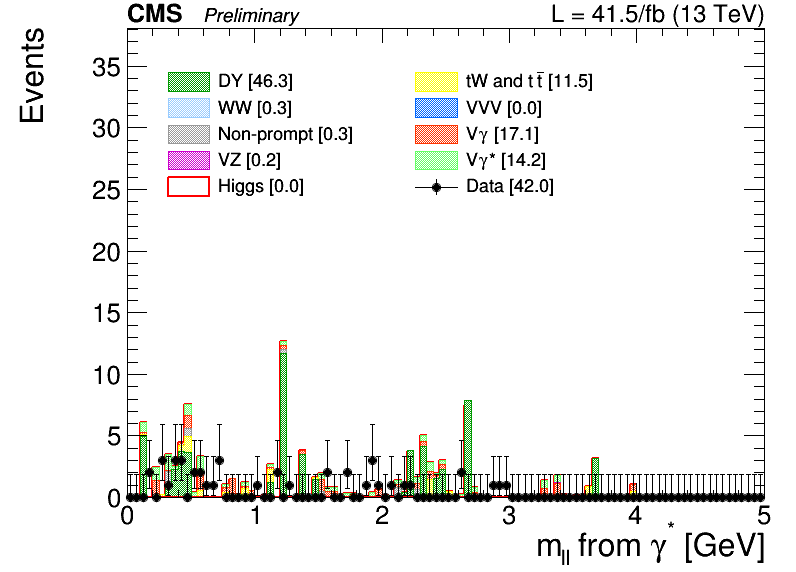 CMS Preliminary L = 41.5/fb (13 TeV)
Events
35
30
25
20
15
10
5
0
DY [46.3]
WW [0.3]
Non-prompt [0.3]
VZ [0.2]
Higgs [0.0]
tW and tt̅ [11.5]
VVV [0.0]
Vγ [17.1]
Vγ* [14.2]
Data [42.0]
0 1 2 3 4 5
m_ll from γ* [GeV]